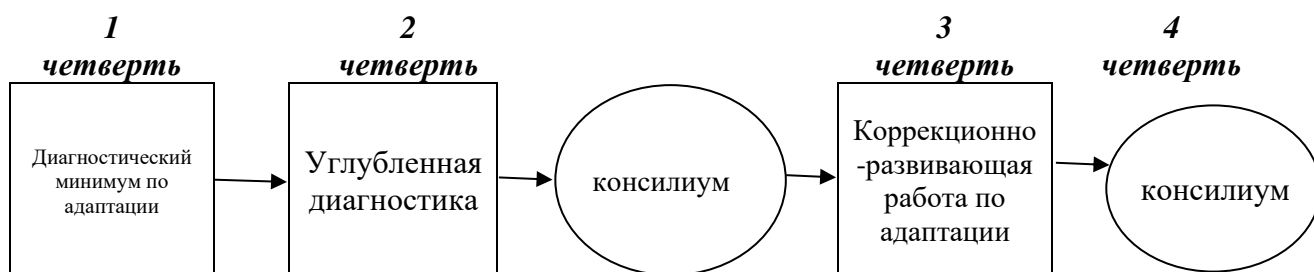 1
четверть
2
четверть
3
четверть
4
четверть
Диагностический
минимум по
адаптации
Углубленная
диагностика
консилиум
Коррекционно
-развивающая
работа по
адаптации
консилиум